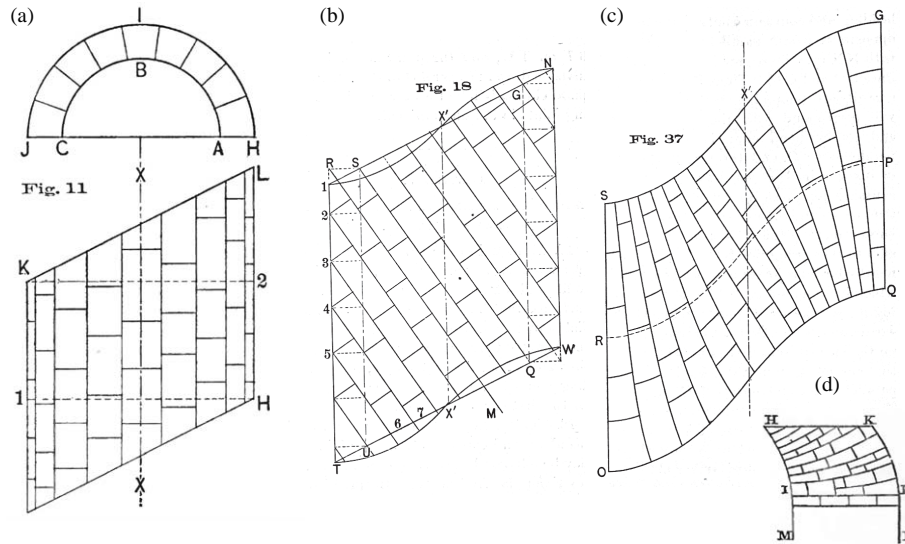 (a)
I
B
J
C
A
H
Fig. 11
X
L
K
2
1
H
X
(b)
Fig. 18
N
G
X'
R
S
1
2
3
4
5
6
7
X'
M
Q
W
U
T
(c)
G
X'
Fig. 37
S
P
R
Q
O
(d)
H
K
I
M